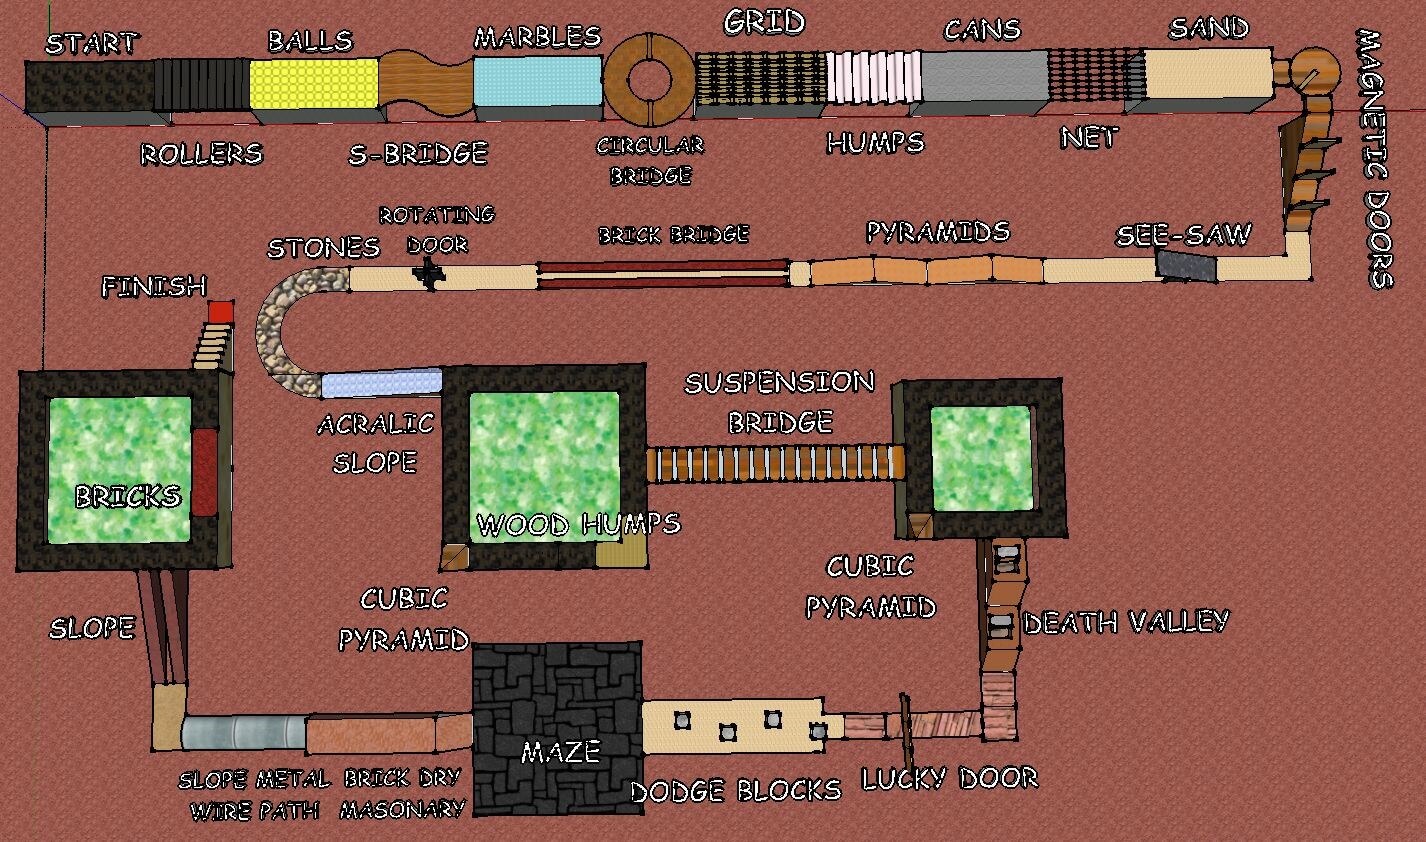 START
BALLS
MARBLES
GRID
CANS
SAND
MAGNETIC DOORS
ROLLERS
S-BRIDGE
CIRCULAR
BRIDGE
HUMPS
NET
STONES
ROTATING
DOOR
BRICK BRIDGE
PYRAMIDS
SEE-SAW
FINISH
ACRALIC
SLOPE
SUSPENSION
BRIDGE
BRICKS
WOOD HUMPS
CUBIC
PYRAMID
CUBIC
PYRAMID
DEATH VALLEY
SLOPE
MAZE
SLOPE METAL
WIRE PATH
BRICK DRY
MASONARY
DODGE BLOCKS
LUCKY DOOR